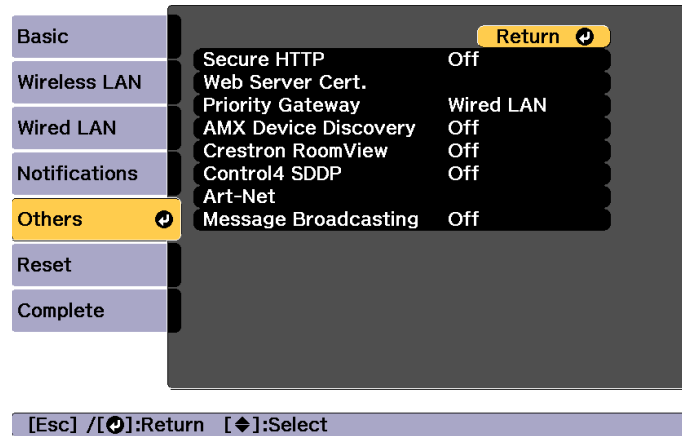 Basic
Wireless LAN
Wired LAN
Notifications
Others
Reset
Complete
Return
Secure HTTP Off
Web Server Cert.
Priority Gateway Wired LAN
AMX Device Discovery Off
Crestron RoomView Off
Control4 SDDP Off
Art-Net
Message Broadcasting Off
[Esc] /[⏎]:Return [◆]:Select